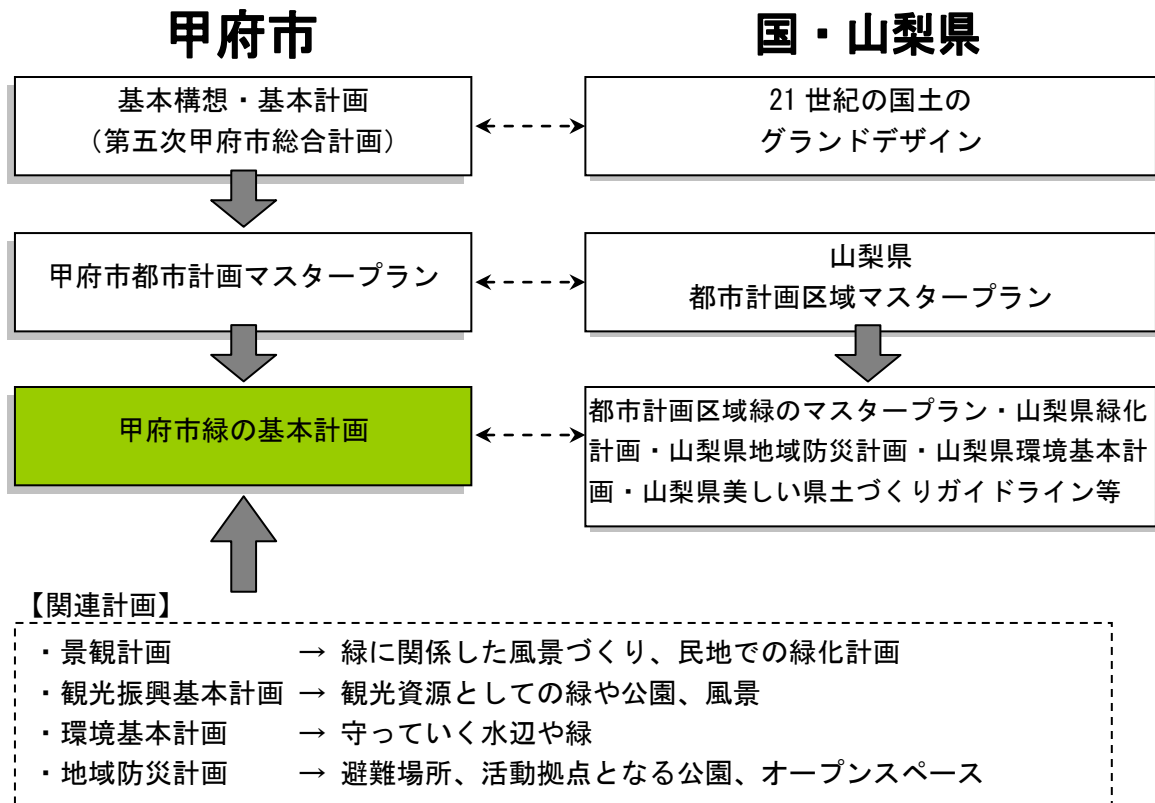 甲府市
国・山梨県
基本構想・基本計画
（第五次甲府市総合計画）
21 世紀の国土の
グランドデザイン
甲府市都市計画マスタープラン
山梨県
都市計画区域マスタープラン
甲府市緑の基本計画
都市計画区域緑のマスタープラン・山梨県緑化
計画・山梨県地域防災計画・山梨県環境基本計
画・山梨県美しい県土づくりガイドライン等
【関連計画】
・景観計画 → 緑に関係した風景づくり、民地での緑化計画
・観光振興基本計画 → 観光資源としての緑や公園、風景
・環境基本計画 → 守っていく水辺や緑
・地域防災計画 → 避難場所、活動拠点となる公園、オープンスペース